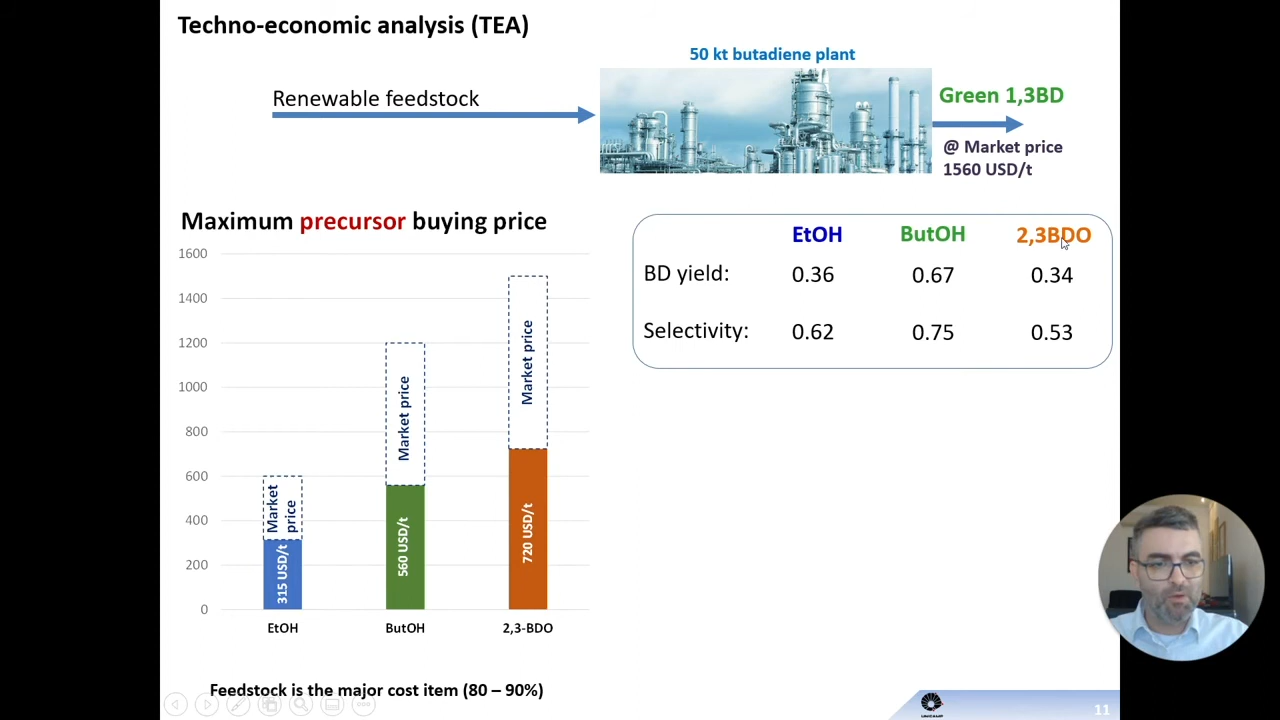 Techno-economic analysis (TEA)
50 kt butadiene plant
Renewable feedstock
Green 1,3BD
@ Market price
1560 USD/t
Maximum precursor buying price
EtOH ButOH 2,3BDO
BD yield: 0.36 0.67 0.34
Selectivity: 0.62 0.75 0.53
1600
1400
1200
1000
800
600
400
200
0
Market
price
315 USD/t
Market price
560 USD/t
Market price
720 USD/t
EtOH ButOH 2,3-BDO
Feedstock is the major cost item (80 – 90%)
UNICAMP
11